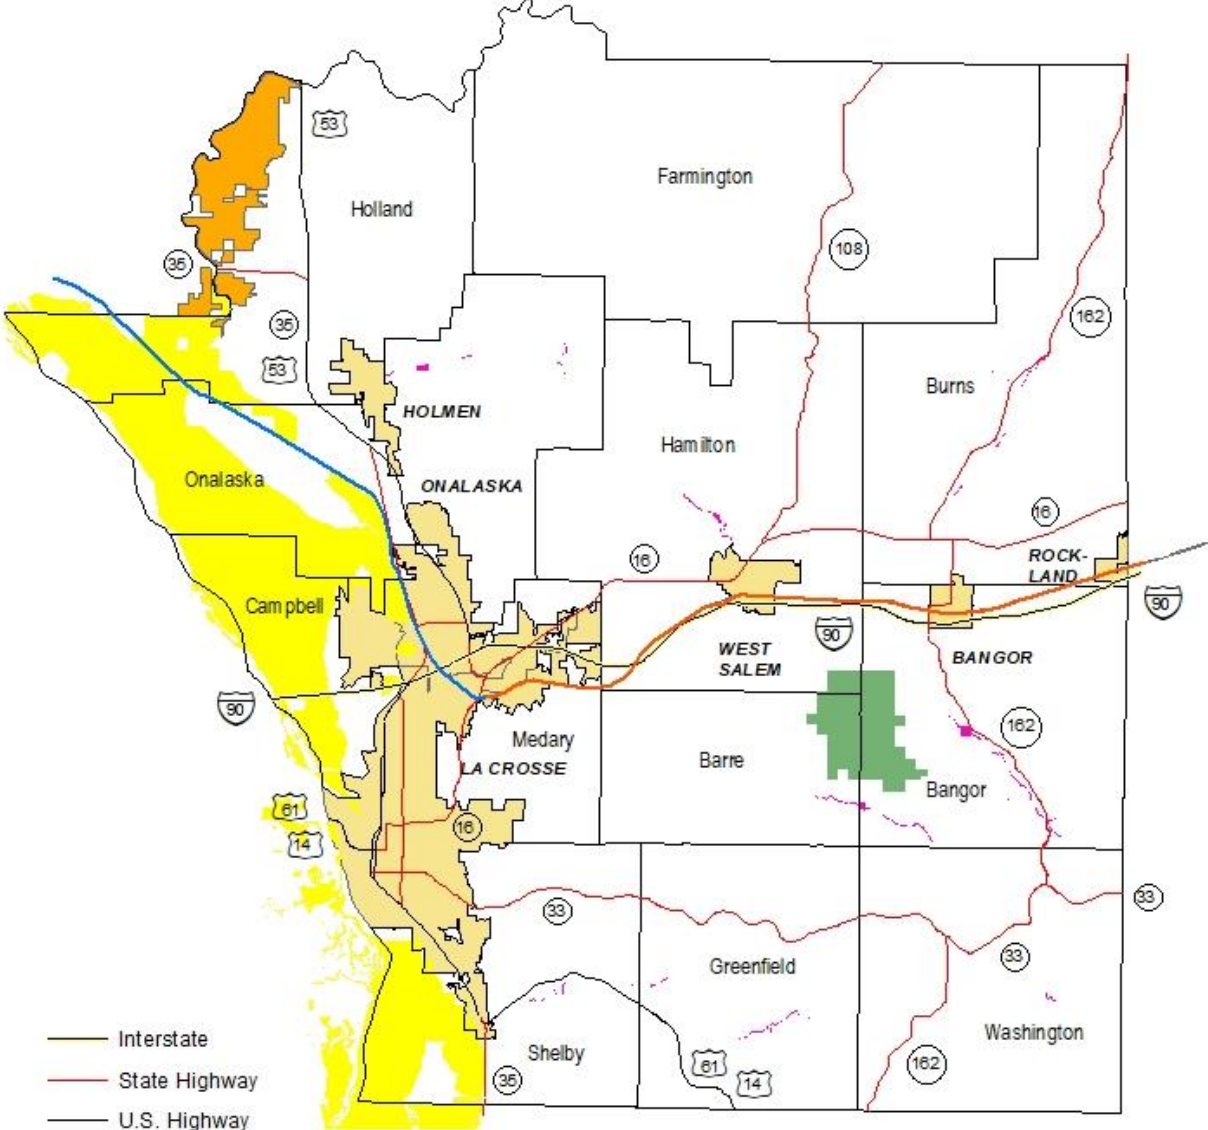 53
Farmington
Holland
108
35
162
35
53
Burns
HOLMEN
Hamilton
Onalaska
ONALASKA
16
ROCK-
LAND
16
Campbell
90
90
WEST
SALEM
BANGOR
90
162
Medary
Barre
LA CROSSE
Bangor
61
14
16
33
33
33
Greenfield
Washington
Interstate
Shelby
61
162
State Highway
35
14
U.S. Highway